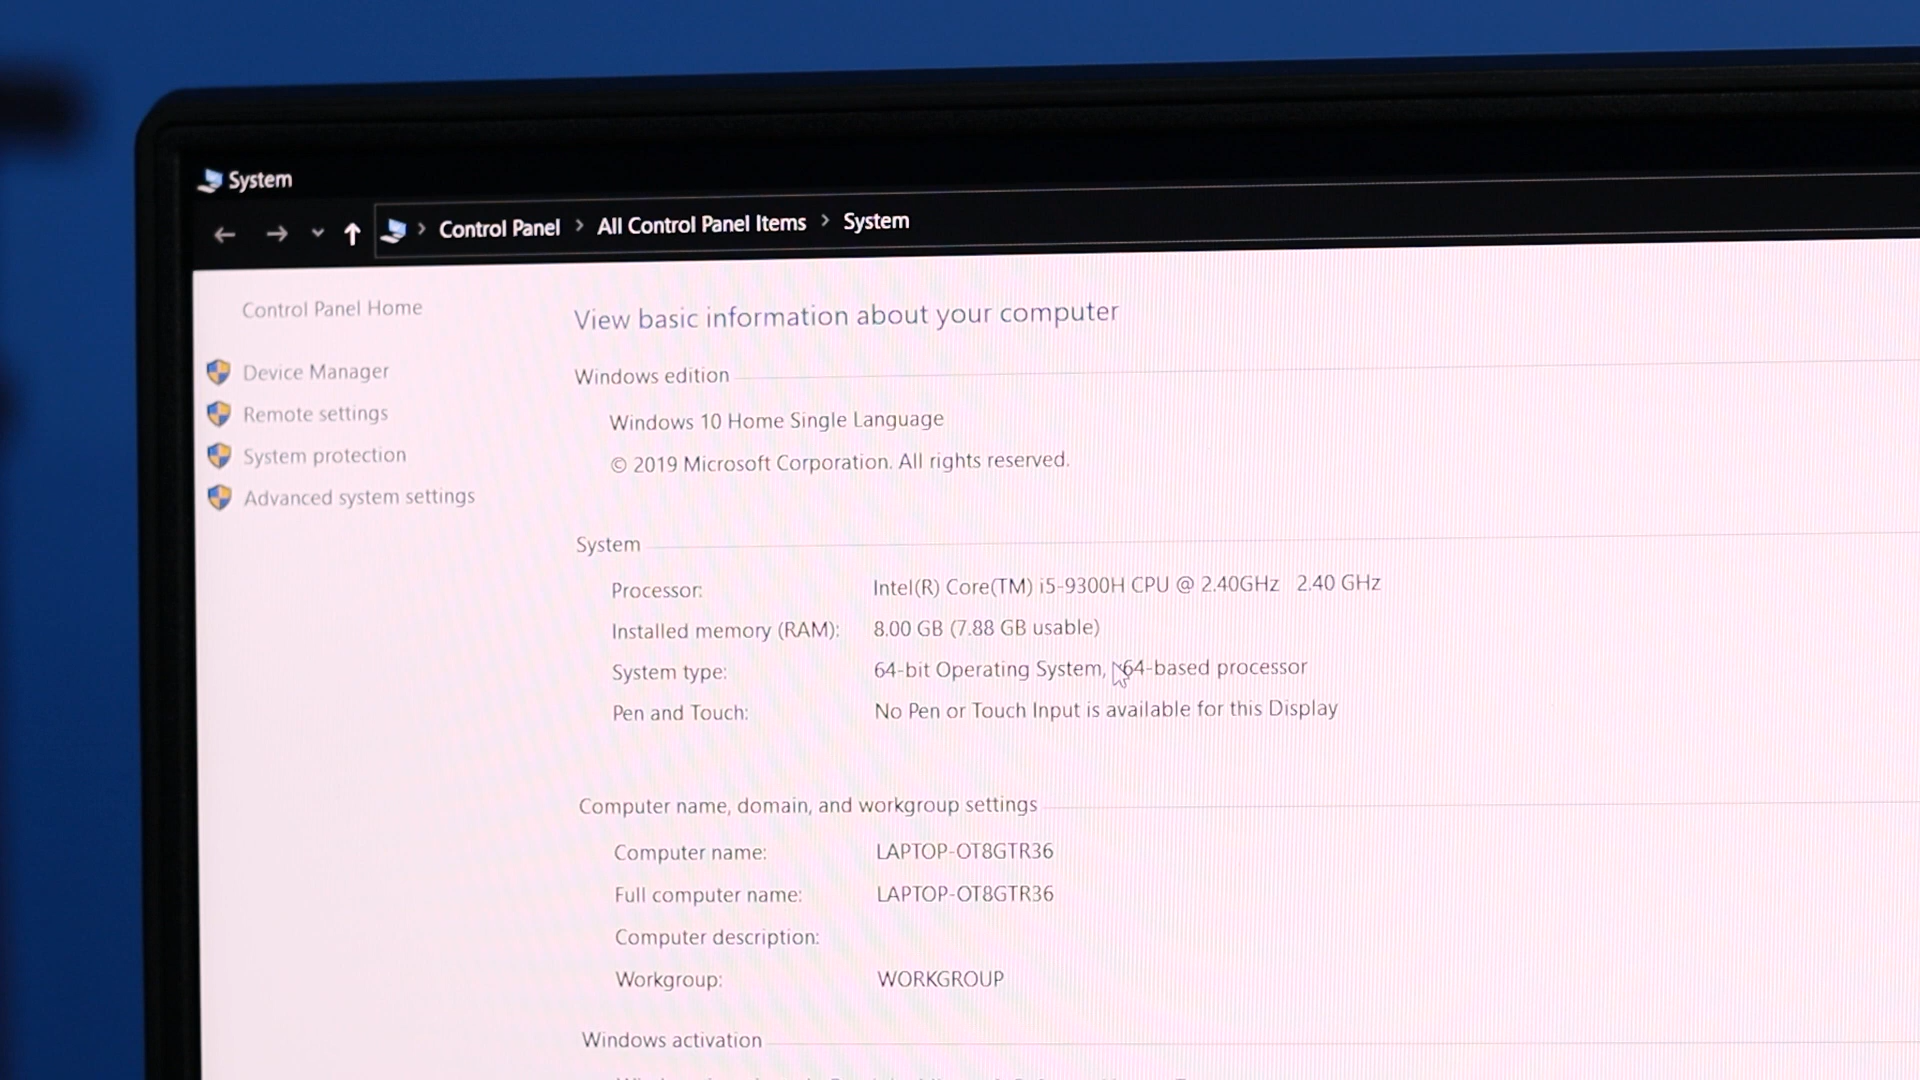 System
Control Panel > All Control Panel Items > System
Control Panel Home
Device Manager
Remote settings
System protection
Advanced system settings
View basic information about your computer
Windows edition
Windows 10 Home Single Language
© 2019 Microsoft Corporation. All rights reserved.
System
Processor: Intel(R) Core(TM) i5-9300H CPU @ 2.40GHz 2.40 GHz
Installed memory (RAM): 8.00 GB (7.88 GB usable)
System type: 64-bit Operating System, x64-based processor
Pen and Touch: No Pen or Touch Input is available for this Display
Computer name, domain, and workgroup settings
Computer name: LAPTOP-OT8GTR36
Full computer name: LAPTOP-OT8GTR36
Computer description:
Workgroup: WORKGROUP
Windows activation